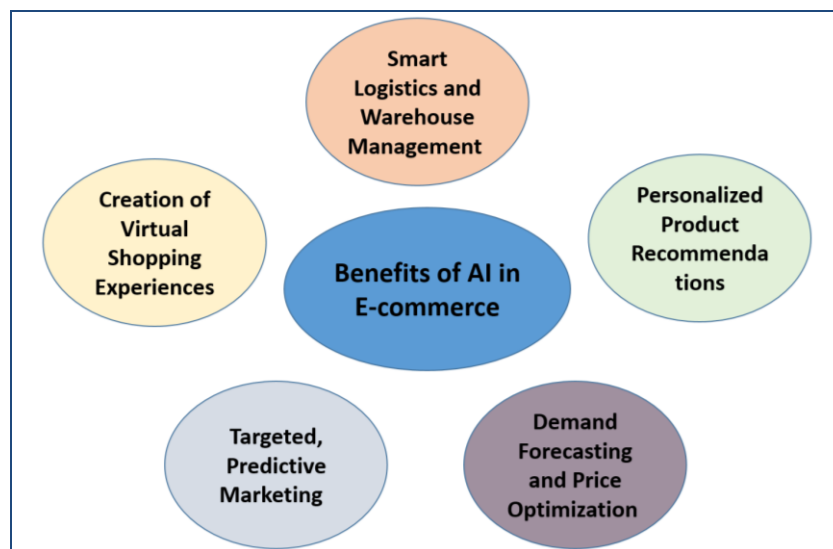 Smart
Logistics and
Warehouse
Management
Creation of
Virtual
Shopping
Experiences
Personalized
Product
Recommenda
tions
Benefits of AI in
E-commerce
Targeted,
Predictive
Marketing
Demand
Forecasting
and Price
Optimization